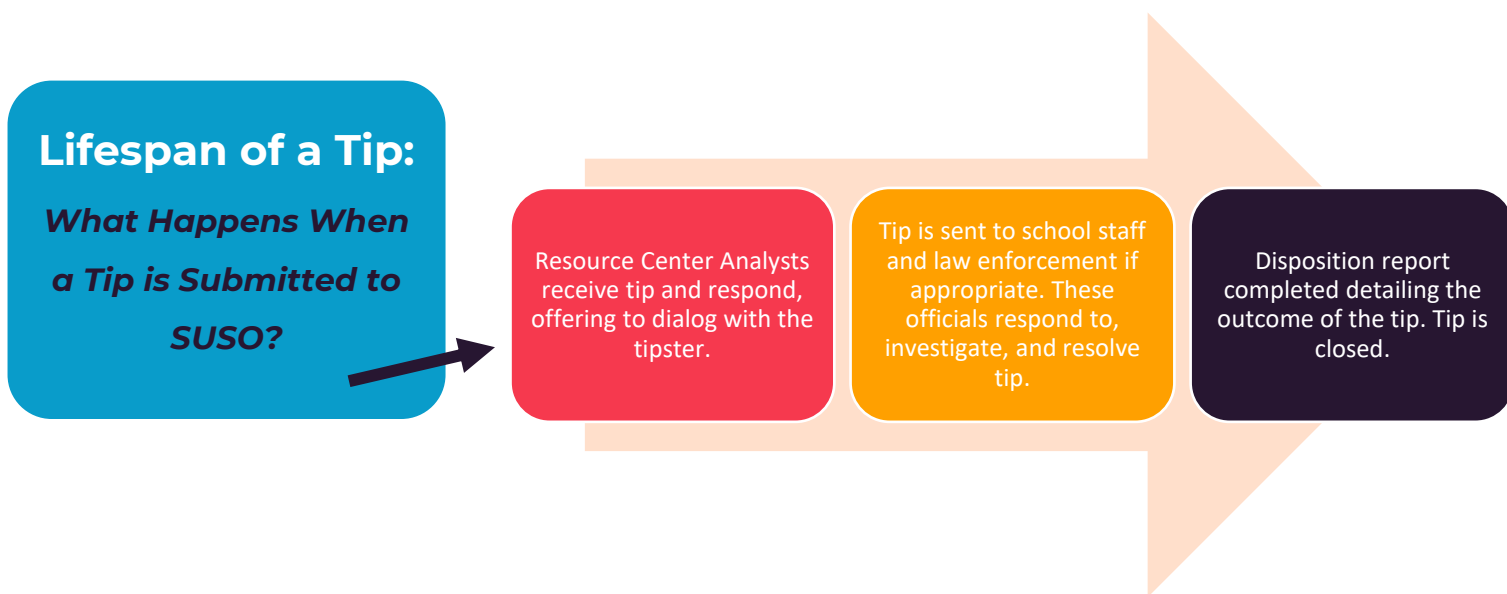 Lifespan of a Tip:
What Happens When
a Tip is Submitted to
SUSO?
Resource Center Analysts
receive tip and respond,
offering to dialog with the
tipster.
Tip is sent to school staff
and law enforcement if
appropriate. These
officials respond to,
investigate, and resolve
tip.
Disposition report
completed detailing the
outcome of the tip. Tip is
closed.